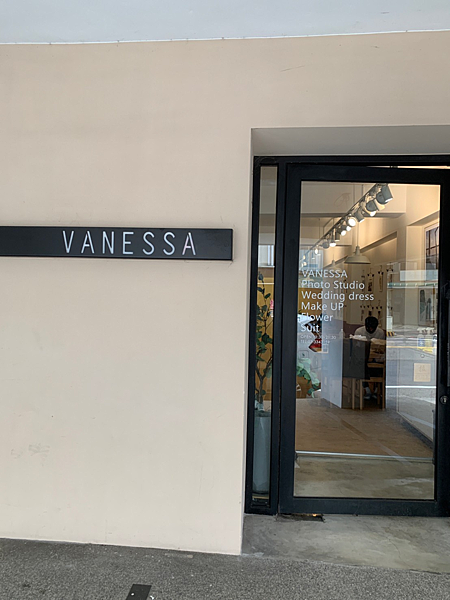 VANESSA
VANESSA
Photo Studio
Wedding dress
Make UP
Flower
Suit